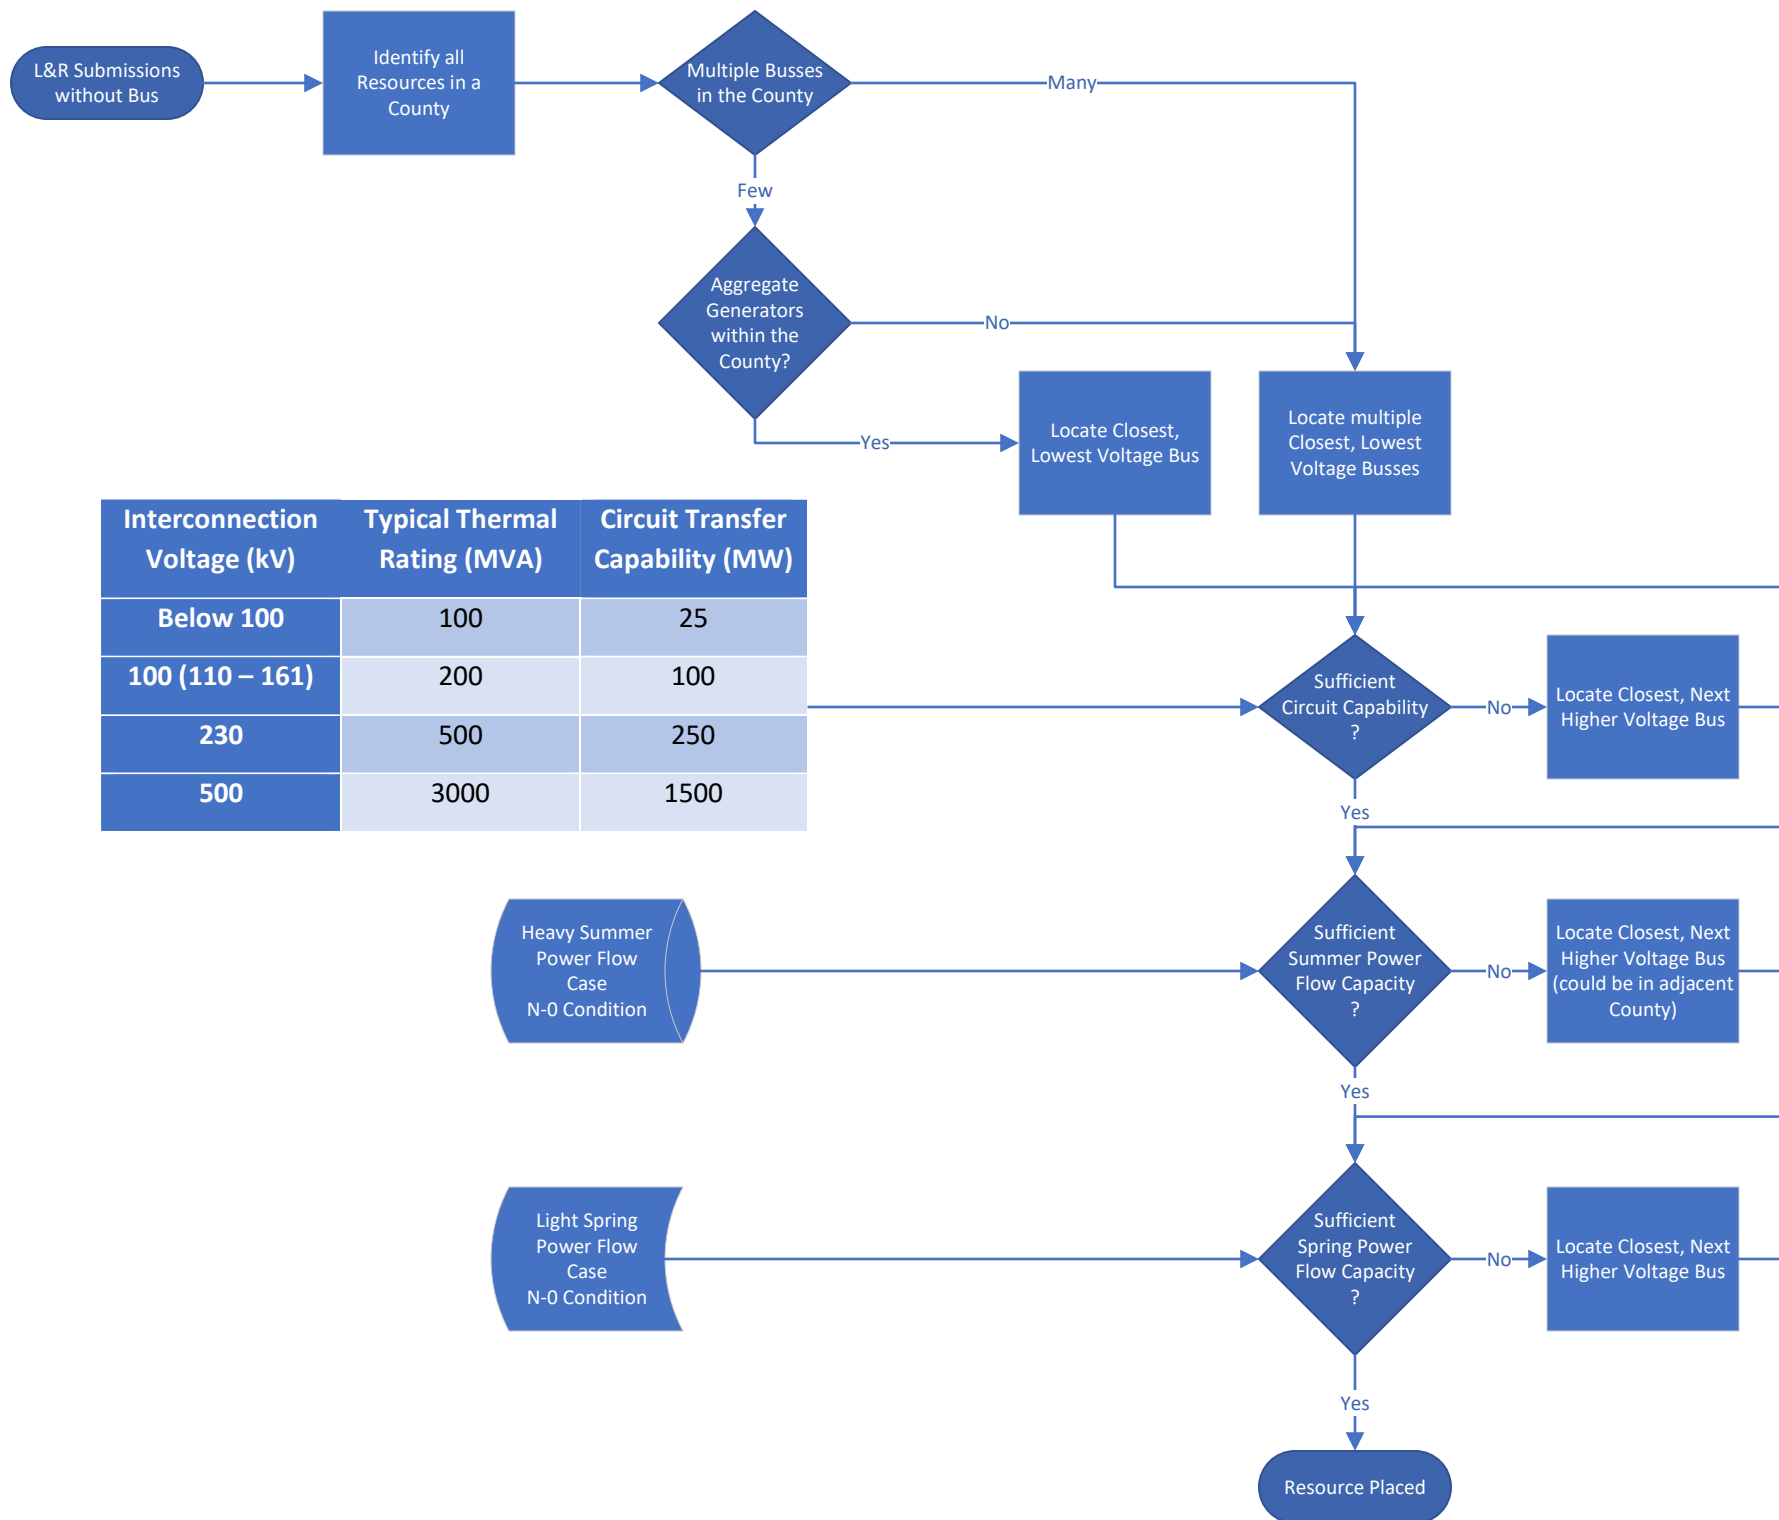 L&R Submissions
without Bus
Identify all
Resources in a
County
Multiple Busses
in the County
Many
Few
Aggregate
Generators
within the
County?
No
Yes
Locate Closest,
Lowest Voltage Bus
Locate multiple
Closest, Lowest
Voltage Busses
Interconnection
Voltage (kV)
Typical Thermal
Rating (MVA)
Circuit Transfer
Capability (MW)
Below 100 100 25
100 (110 – 161) 200 100
230 500 250
500 3000 1500
Sufficient
Circuit Capability
?
No
Locate Closest, Next
Higher Voltage Bus
Yes
Heavy Summer
Power Flow
Case
N-0 Condition
Sufficient
Summer Power
Flow Capacity
?
No
Locate Closest, Next
Higher Voltage Bus
(could be in adjacent
County)
Yes
Light Spring
Power Flow
Case
N-0 Condition
Sufficient
Spring Power
Flow Capacity
?
No
Locate Closest, Next
Higher Voltage Bus
Yes
Resource Placed